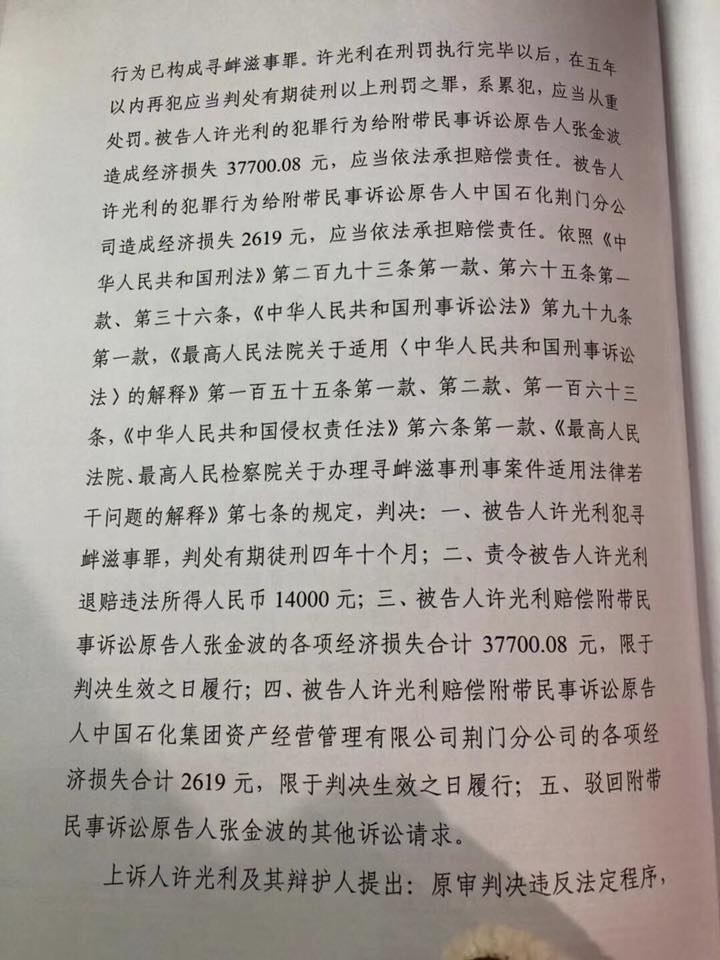 行为已构成寻衅滋事罪。许光利在刑罚执行完毕以后，在五年
以内再犯应当判处有期徒刑以上刑罚之罪，系累犯，应当从重
处罚。被告人许光利的犯罪行为给附带民事诉讼原告人张金波
造成经济损失 37700.08 元，应当依法承担赔偿责任。被告人
许光利的犯罪行为给附带民事诉讼原告人中国石化荆门分公
司造成经济损失 2619 元，应当依法承担赔偿责任。依照《中
华人民共和国刑法》第二百九十三条第一款、第六十五条第一
款、第三十六条，《中华人民共和国刑事诉讼法》第九十九条
第一款，《最高人民法院关于适用〈中华人民共和国刑事诉讼
法〉的解释》第一百五十五条第一款、第二款、第一百六十三
条，《中华人民共和国侵权责任法》第六条第一款、《最高人民
法院、最高人民检察院关于办理寻衅滋事刑事案件适用法律若
干问题的解释》第七条的规定，判决：一、被告人许光利犯寻
衅滋事罪，判处有期徒刑四年十个月；二、责令被告人许光利
退赔违法所得人民币 14000 元；三、被告人许光利赔偿附带民
事诉讼原告人张金波的各项经济损失合计 37700.08 元，限于
判决生效之日履行；四、被告人许光利赔偿附带民事诉讼原告
人中国石化集团资产经营管理有限公司荆门分公司的各项经
济损失合计 2619 元，限于判决生效之日履行；五、驳回附带
民事诉讼原告人张金波的其他诉讼请求。
上诉人许光利及其辩护人提出：原审判决违反法定程序，